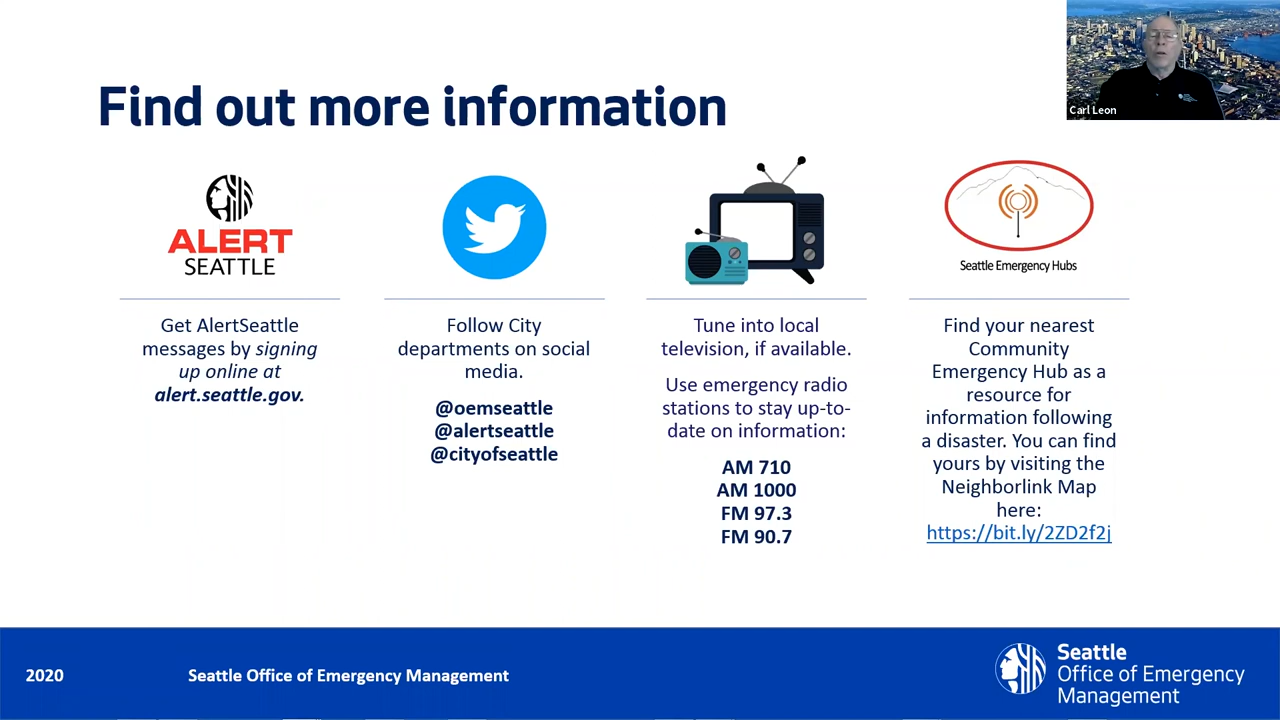 Find out more information
Carl Leon
ALERT
SEATTLE
Get AlertSeattle
messages by signing
up online at
alert.seattle.gov.
Follow City
departments on social
media.
@oemseattle
@alertseattle
@cityofseattle
Tune into local
television, if available.
Use emergency radio
stations to stay up-to-
date on information:
AM 710
AM 1000
FM 97.3
FM 90.7
Seattle Emergency Hubs
Find your nearest
Community
Emergency Hub as a
resource for
information following
a disaster. You can find
yours by visiting the
Neighborlink Map
here:
https://bit.ly/2ZD2f2j
2020
Seattle Office of Emergency Management
Seattle
Office of Emergency
Management